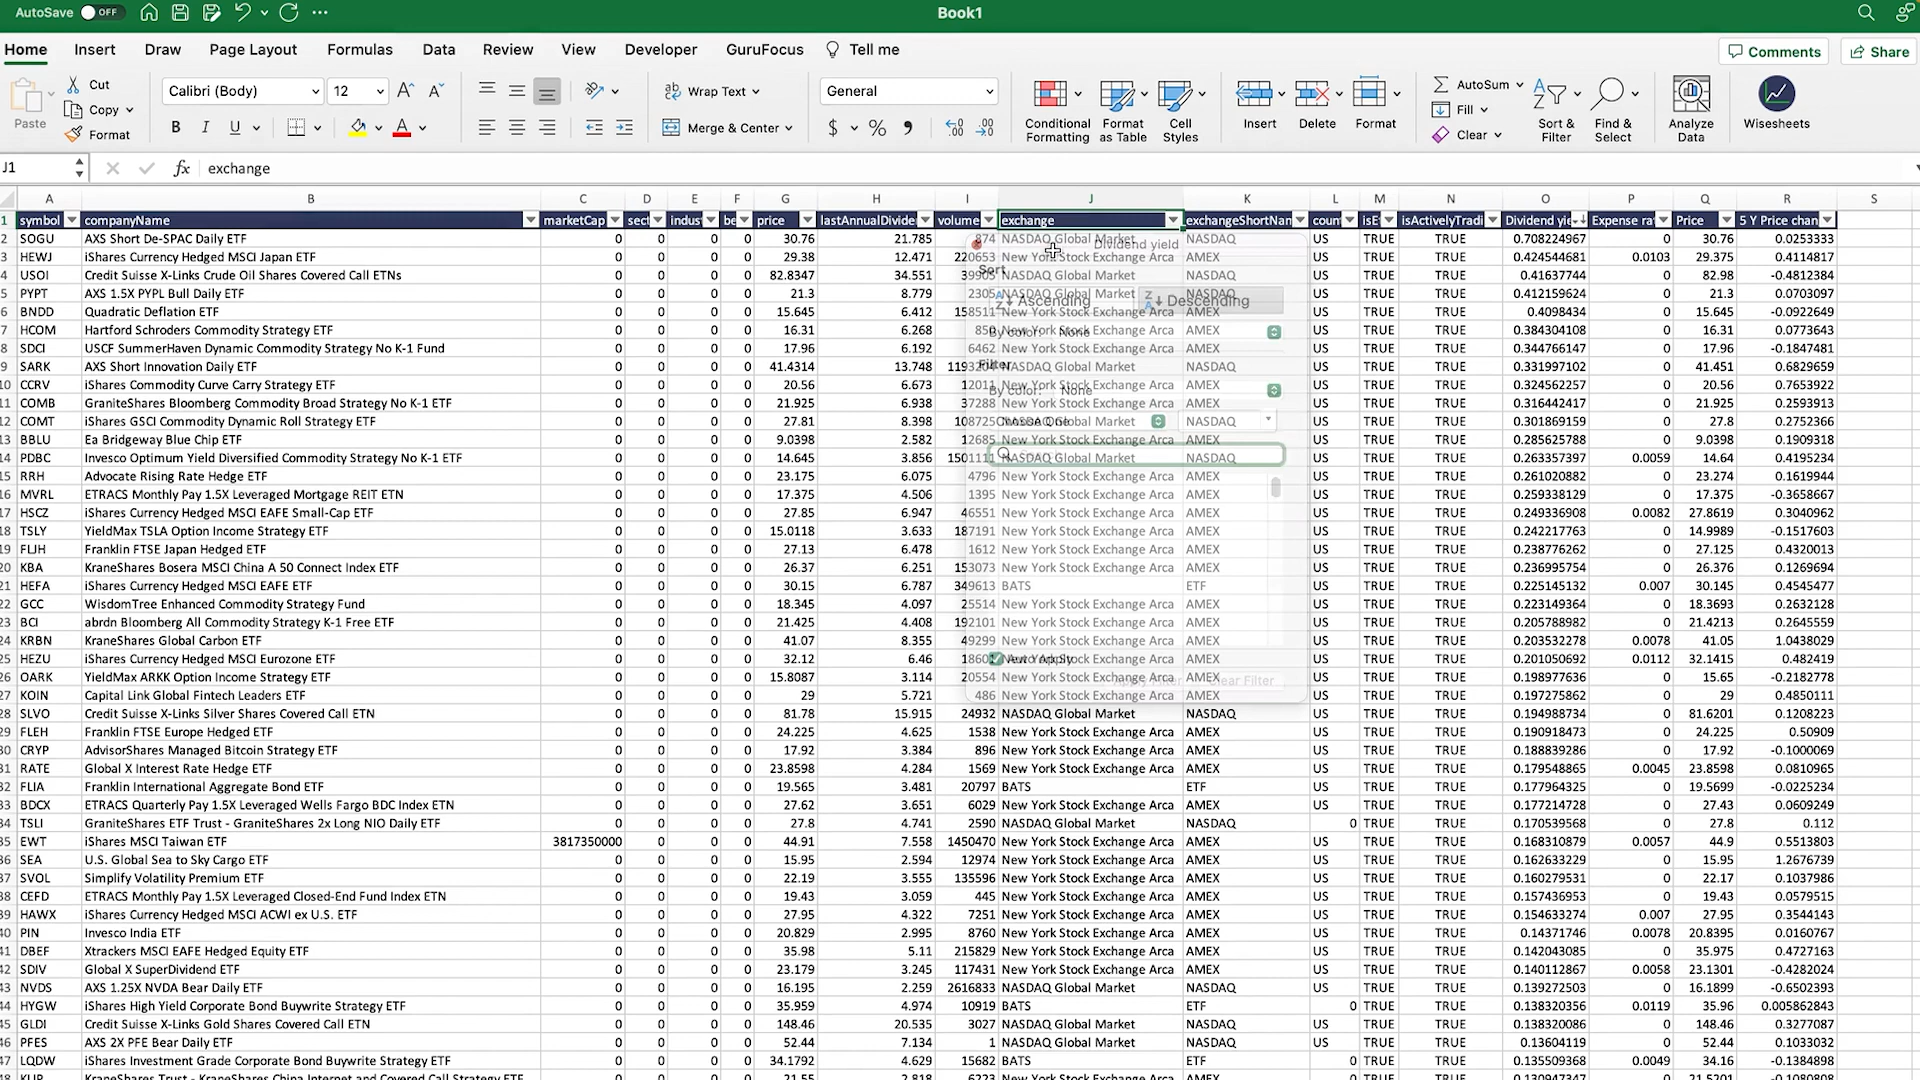 AutoSave OFF Book1
Home Insert Draw Page Layout Formulas Data Review View Developer GuruFocus Tell me Comments Share
Paste Cut Copy Format
Calibri (Body) 12 Wrap Text General AutoSum
B I U Merge & Center $ % Fill Clear
Conditional Formatting Format as Table Cell Styles Insert Delete Format Sort & Filter Find & Select Analyze Data Wisesheets
J1 fx exchange
A B C D E F G H I J K L M N O P Q R S
1 symbol companyName marketCap sect indus be price lastAnnualDivide volume exchange exchangeShortNan coun isE isActivelyTradi Dividend yie Expense ra Price 5 Y Price chan
2 SOGU AXS Short De-SPAC Daily ETF 0 0 0 0 30.76 21.785 874 NASDAQ Global Market NASDAQ US TRUE TRUE 0.708224967 0 30.76 0.0253333
3 HEWJ iShares Currency Hedged MSCI Japan ETF 0 0 0 0 29.38 12.471 220653 New York Stock Exchange Arca AMEX US TRUE TRUE 0.424544681 0.0103 29.375 0.4114817
4 USOI Credit Suisse X-Links Crude Oil Shares Covered Call ETNs 0 0 0 0 82.8347 34.551 39905 NASDAQ Global Market NASDAQ US TRUE TRUE 0.41637744 0 82.98 -0.4812384
5 PYPT AXS 1.5X PYPL Bull Daily ETF 0 0 0 0 21.3 8.779 2305 NASDAQ Global Market NASDAQ US TRUE TRUE 0.412159624 0 21.3 0.0703097
6 BNDD Quadratic Deflation ETF 0 0 0 0 15.645 6.412 158511 New York Stock Exchange Arca AMEX US TRUE TRUE 0.4098434 0 15.645 -0.0922649
7 HCOM Hartford Schroders Commodity Strategy ETF 0 0 0 0 16.31 6.268 850 New York Stock Exchange Arca AMEX US TRUE TRUE 0.384304108 0 16.31 0.0773643
8 SDCI USCF SummerHaven Dynamic Commodity Strategy No K-1 Fund 0 0 0 0 17.96 6.192 6462 New York Stock Exchange Arca AMEX US TRUE TRUE 0.344766147 0 17.96 -0.1847481
9 SARK AXS Short Innovation Daily ETF 0 0 0 0 41.4314 13.748 NASDAQ Global Market NASDAQ US TRUE TRUE 0.331997102 0 41.451 0.6829659
10 CCRV iShares Commodity Curve Carry Strategy ETF 0 0 0 0 20.56 6.673 12011 New York Stock Exchange Arca AMEX US TRUE TRUE 0.324562257 0 20.56 0.7653922
11 COMB GraniteShares Bloomberg Commodity Broad Strategy No K-1 ETF 0 0 0 0 21.925 6.938 37288 New York Stock Exchange Arca AMEX US TRUE TRUE 0.316442417 0 21.925 0.2593913
12 COMT iShares GSCI Commodity Dynamic Roll Strategy ETF 0 0 0 0 27.81 8.398 108725 NASDAQ Global Market NASDAQ US TRUE TRUE 0.301869159 0 27.8 0.2752366
13 BBLU Ea Bridgeway Blue Chip ETF 0 0 0 0 9.0398 2.582 12685 New York Stock Exchange Arca AMEX US TRUE TRUE 0.285625788 0 9.0398 0.1909318
14 PDBC Invesco Optimum Yield Diversified Commodity Strategy No K-1 ETF 0 0 0 0 14.645 3.856 1501111 NASDAQ Global Market NASDAQ US TRUE TRUE 0.263357397 0.0059 14.64 0.4195234
15 RRH Advocate Rising Rate Hedge ETF 0 0 0 0 23.175 6.075 4796 New York Stock Exchange Arca AMEX US TRUE TRUE 0.261020882 0 23.274 0.1619944
16 MVRL ETRACS Monthly Pay 1.5X Leveraged Mortgage REIT ETN 0 0 0 0 17.375 4.506 1395 New York Stock Exchange Arca AMEX US TRUE TRUE 0.259338129 0 17.375 -0.3658667
17 HSCZ iShares Currency Hedged MSCI EAFE Small-Cap ETF 0 0 0 0 27.85 6.947 46551 New York Stock Exchange Arca AMEX US TRUE TRUE 0.249336908 0.0082 27.8619 0.3040962
18 TSLY YieldMax TSLA Option Income Strategy ETF 0 0 0 0 15.0118 3.633 187191 New York Stock Exchange Arca AMEX US TRUE TRUE 0.242217763 0 14.9989 -0.1517603
19 FLJH Franklin FTSE Japan Hedged ETF 0 0 0 0 27.13 6.478 1612 New York Stock Exchange Arca AMEX US TRUE TRUE 0.238776262 0 27.125 0.4320013
20 KBA KraneShares Bosera MSCI China A 50 Connect Index ETF 0 0 0 0 26.37 6.251 153073 New York Stock Exchange Arca AMEX US TRUE TRUE 0.236995754 0 26.376 0.1269694
21 HEFA iShares Currency Hedged MSCI EAFE ETF 0 0 0 0 30.15 6.787 349613 BATS ETF US TRUE TRUE 0.225145132 0.007 30.145 0.4545477
22 GCC WisdomTree Enhanced Commodity Strategy Fund 0 0 0 0 18.345 4.097 25514 New York Stock Exchange Arca AMEX US TRUE TRUE 0.223149364 0 18.3693 0.2632128
23 BCI abrdn Bloomberg All Commodity Strategy K-1 Free ETF 0 0 0 0 21.425 4.408 192101 New York Stock Exchange Arca AMEX US TRUE TRUE 0.205788982 0 21.4213 0.2645559
24 KRBN KraneShares Global Carbon ETF 0 0 0 0 41.07 8.355 49299 New York Stock Exchange Arca AMEX US TRUE TRUE 0.203532278 0.0078 41.05 1.0438029
25 HEZU iShares Currency Hedged MSCI Eurozone ETF 0 0 0 0 32.12 6.46 New York Stock Exchange Arca AMEX US TRUE TRUE 0.201050692 0.0112 32.1415 0.482419
26 OARK YieldMax ARKK Option Income Strategy ETF 0 0 0 0 15.8087 3.114 20554 New York Stock Exchange Arca AMEX US TRUE TRUE 0.198977636 0 15.65 -0.2182778
27 KOIN Capital Link Global Fintech Leaders ETF 0 0 0 0 29 5.721 486 New York Stock Exchange Arca AMEX US TRUE TRUE 0.197275862 0 29 0.4850111
28 SLVO Credit Suisse X-Links Silver Shares Covered Call ETN 0 0 0 0 81.78 15.915 24932 NASDAQ Global Market NASDAQ US TRUE TRUE 0.194988734 0 81.6201 0.1208223
29 FLEH Franklin FTSE Europe Hedged ETF 0 0 0 0 24.225 4.625 1538 New York Stock Exchange Arca AMEX US TRUE TRUE 0.190918473 0 24.225 0.50909
30 CRYP AdvisorShares Managed Bitcoin Strategy ETF 0 0 0 0 17.92 3.384 896 New York Stock Exchange Arca AMEX US TRUE TRUE 0.188839286 0 17.92 -0.1000069
31 RATE Global X Interest Rate Hedge ETF 0 0 0 0 23.8598 4.284 1569 New York Stock Exchange Arca AMEX US TRUE TRUE 0.179548865 0.0045 23.8598 0.0810965
32 FLIA Franklin International Aggregate Bond ETF 0 0 0 0 19.565 3.481 20797 BATS ETF US TRUE TRUE 0.177964325 0 19.5699 -0.0225234
33 BDCX ETRACS Quarterly Pay 1.5X Leveraged Wells Fargo BDC Index ETN 0 0 0 0 27.62 3.651 6029 New York Stock Exchange Arca AMEX US TRUE TRUE 0.177214728 0 27.43 0.0609249
34 TSLI GraniteShares ETF Trust - GraniteShares 2x Long NIO Daily ETF 0 0 0 0 27.8 4.741 2590 NASDAQ Global Market NASDAQ 0 TRUE TRUE 0.170539568 0 27.8 0.112
35 EWT iShares MSCI Taiwan ETF 3817350000 0 0 0 44.91 7.558 1450470 New York Stock Exchange Arca AMEX US TRUE TRUE 0.168310879 0.0057 44.9 0.5513803
36 SEA U.S. Global Sea to Sky Cargo ETF 0 0 0 0 15.95 2.594 12974 New York Stock Exchange Arca AMEX US TRUE TRUE 0.162633229 0 15.95 1.2676739
37 SVOL Simplify Volatility Premium ETF 0 0 0 0 22.19 3.555 135596 New York Stock Exchange Arca AMEX US TRUE TRUE 0.160279531 0 22.17 0.1037986
38 CEFD ETRACS Monthly Pay 1.5X Leveraged Closed-End Fund Index ETN 0 0 0 0 19.43 3.059 445 New York Stock Exchange Arca AMEX US TRUE TRUE 0.157436953 0 19.43 0.0579515
39 HAWX iShares Currency Hedged MSCI ACWI ex U.S. ETF 0 0 0 0 27.95 4.322 7251 New York Stock Exchange Arca AMEX US TRUE TRUE 0.154633274 0.007 27.95 0.3544143
40 PIN Invesco India ETF 0 0 0 0 20.829 2.995 8760 New York Stock Exchange Arca AMEX US TRUE TRUE 0.14371746 0.0078 20.8395 0.0160767
41 DBEF Xtrackers MSCI EAFE Hedged Equity ETF 0 0 0 0 35.98 5.11 215829 New York Stock Exchange Arca AMEX US TRUE TRUE 0.142043085 0 35.975 0.4727163
42 SDIV Global X SuperDividend ETF 0 0 0 0 23.179 3.245 117431 New York Stock Exchange Arca AMEX US TRUE TRUE 0.140112867 0.0058 23.1301 -0.4282024
43 NVDS AXS 1.25X NVDA Bear Daily ETF 0 0 0 0 16.195 2.259 2616833 NASDAQ Global Market NASDAQ US TRUE TRUE 0.139272503 0 16.1899 -0.6502393
44 HYGW iShares High Yield Corporate Bond Buywrite Strategy ETF 0 0 0 0 35.959 4.974 10919 BATS ETF 0 TRUE TRUE 0.138320356 0.0119 35.96 0.005862843
45 GLDI Credit Suisse X-Links Gold Shares Covered Call ETN 0 0 0 0 148.46 20.535 3027 NASDAQ Global Market NASDAQ US TRUE TRUE 0.138320086 0 148.46 0.3277087
46 PFES AXS 2X PFE Bear Daily ETF 0 0 0 0 52.44 7.134 1 NASDAQ Global Market NASDAQ US TRUE TRUE 0.13604119 0 52.44 0.1033032
47 LQDW iShares Investment Grade Corporate Bond Buywrite Strategy ETF 0 0 0 0 34.1792 4.629 15682 BATS ETF 0 TRUE TRUE 0.135509368 0.0049 34.16 -0.1384898
Dividend yield
Sort
Ascending Descending
By color: None
Filter
By color: None
Choose One
Auto Apply
Apply Filter Clear Filter